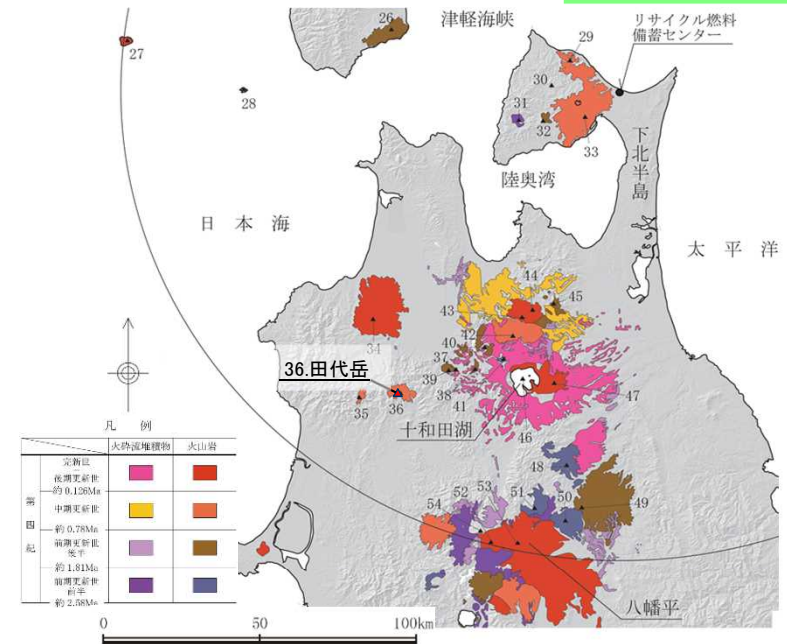 津軽海峡
リサイクル燃料
備蓄センター
26
27
28
29
30
31
32
33
下北半島
陸奥湾
日本海
太平洋
44
45
43
42
34
40
37
36.田代岳
39
38
41
47
35
36
46
十和田湖
凡 例
火砕流堆積物 火山岩
第四紀
完新世
後期更新世
約0.126Ma
中期更新世
約0.78Ma
前期更新世
後半
約1.81Ma
前期更新世
前半
約2.58Ma
48
54
52
53
51
50
49
八幡平
0 50 100km